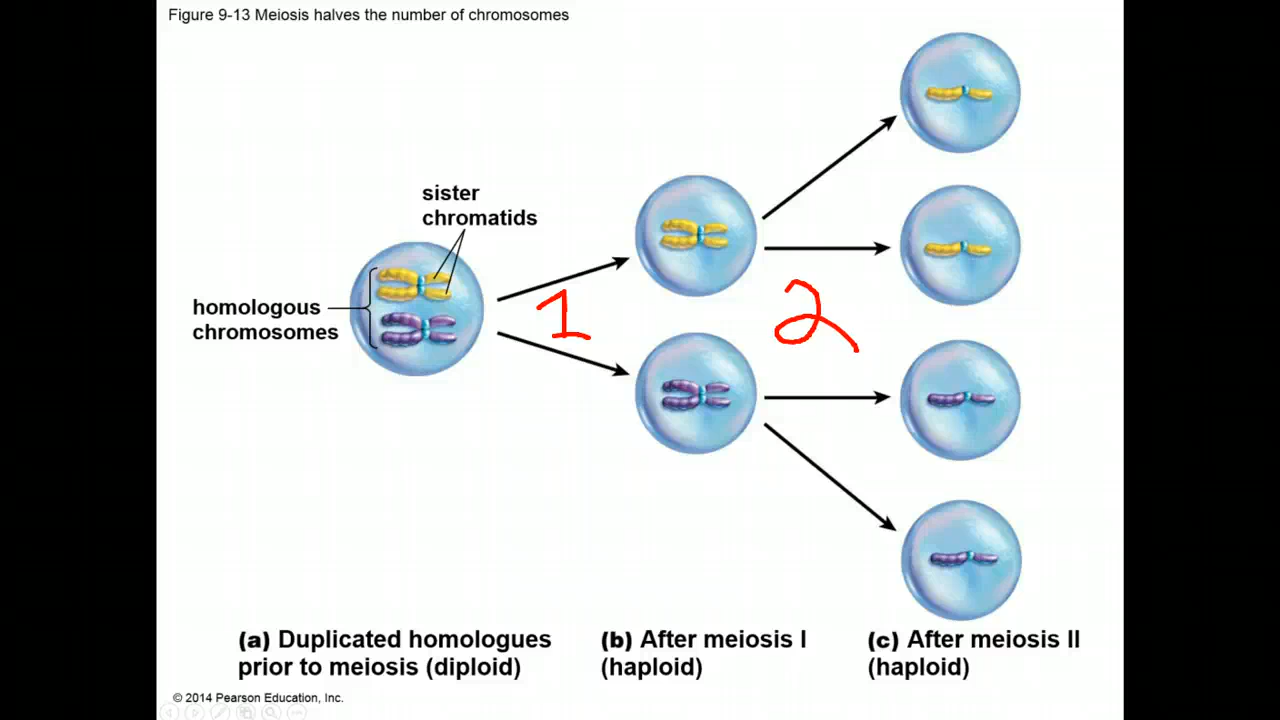 Figure 9-13 Meiosis halves the number of chromosomes
sister
chromatids
homologous
chromosomes
1
2
(a) Duplicated homologues
prior to meiosis (diploid)
(b) After meiosis I
(haploid)
(c) After meiosis II
(haploid)
© 2014 Pearson Education, Inc.